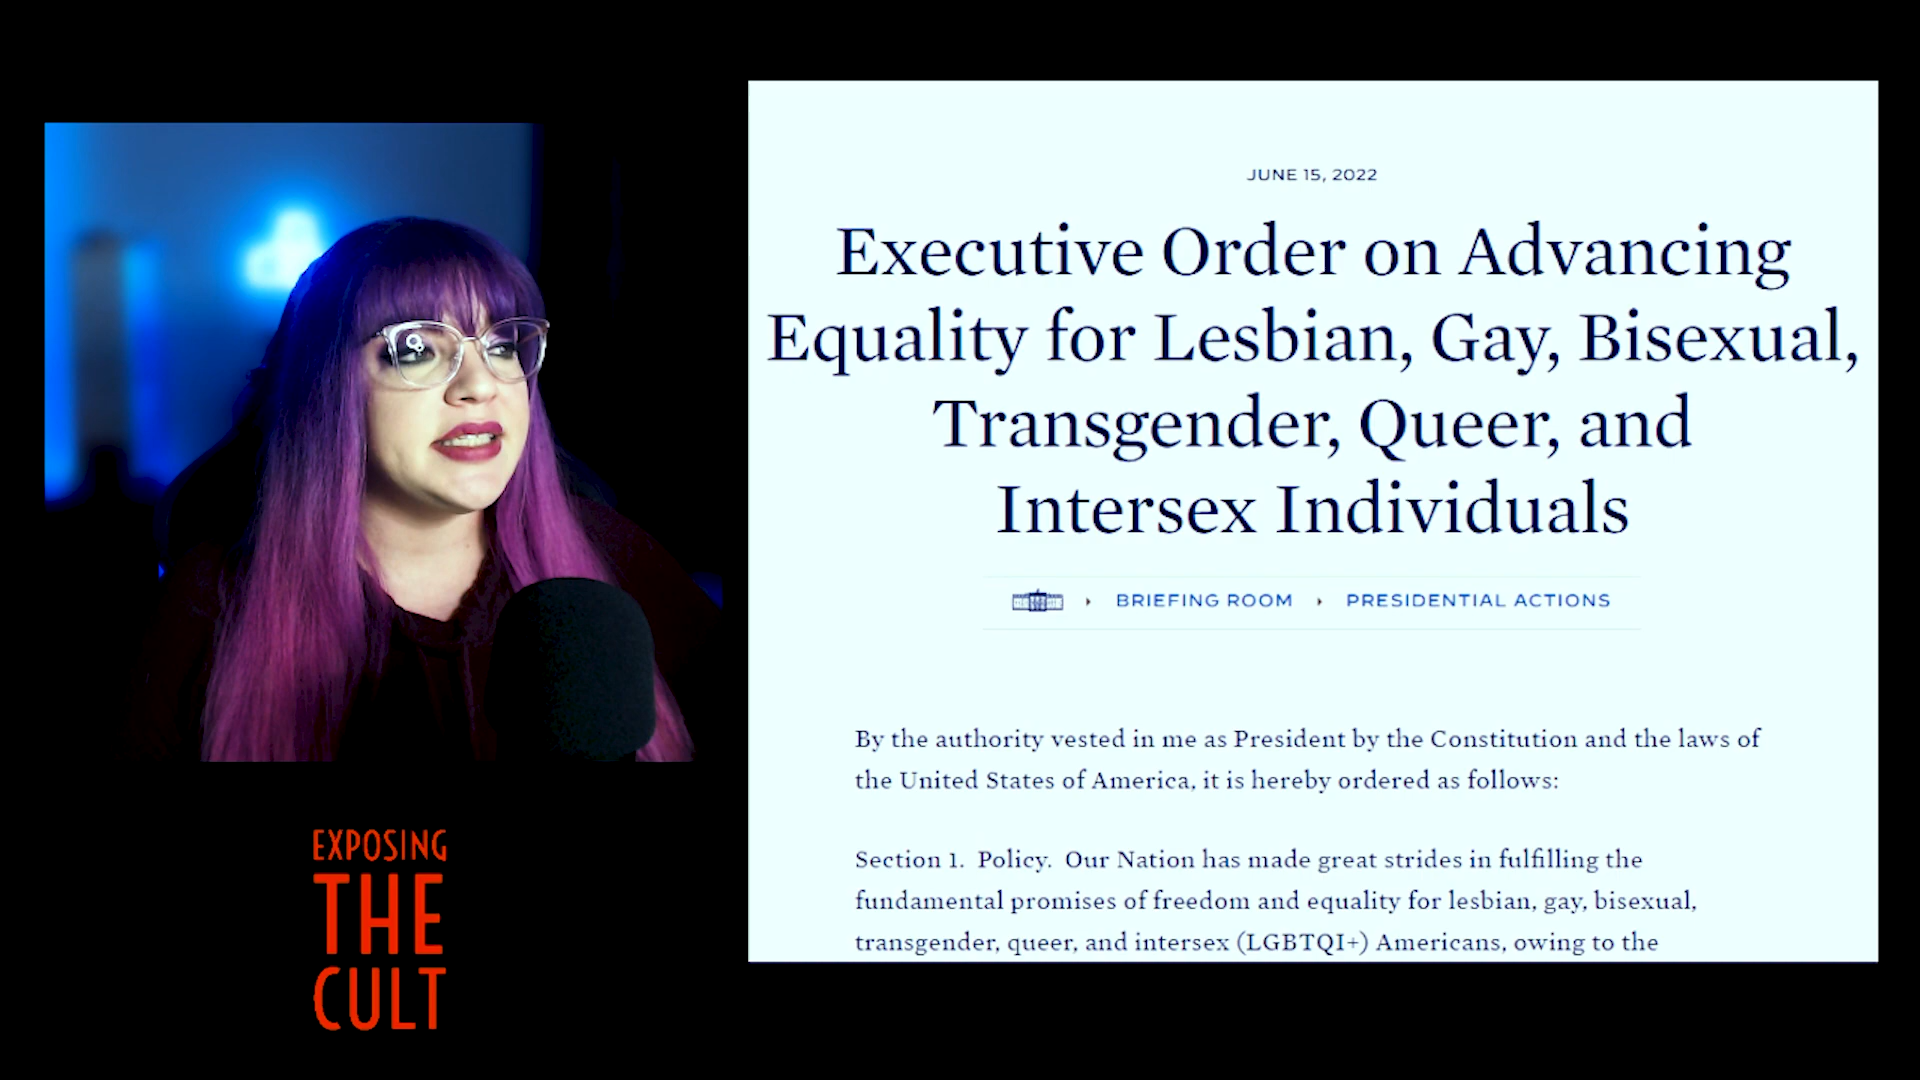 JUNE 15, 2022
Executive Order on Advancing
Equality for Lesbian, Gay, Bisexual,
Transgender, Queer, and
Intersex Individuals
BRIEFING ROOM
PRESIDENTIAL ACTIONS
By the authority vested in me as President by the Constitution and the laws of
the United States of America, it is hereby ordered as follows:
Section 1. Policy. Our Nation has made great strides in fulfilling the
fundamental promises of freedom and equality for lesbian, gay, bisexual,
transgender, queer, and intersex (LGBTQI+) Americans, owing to the
EXPOSING
THE
CULT